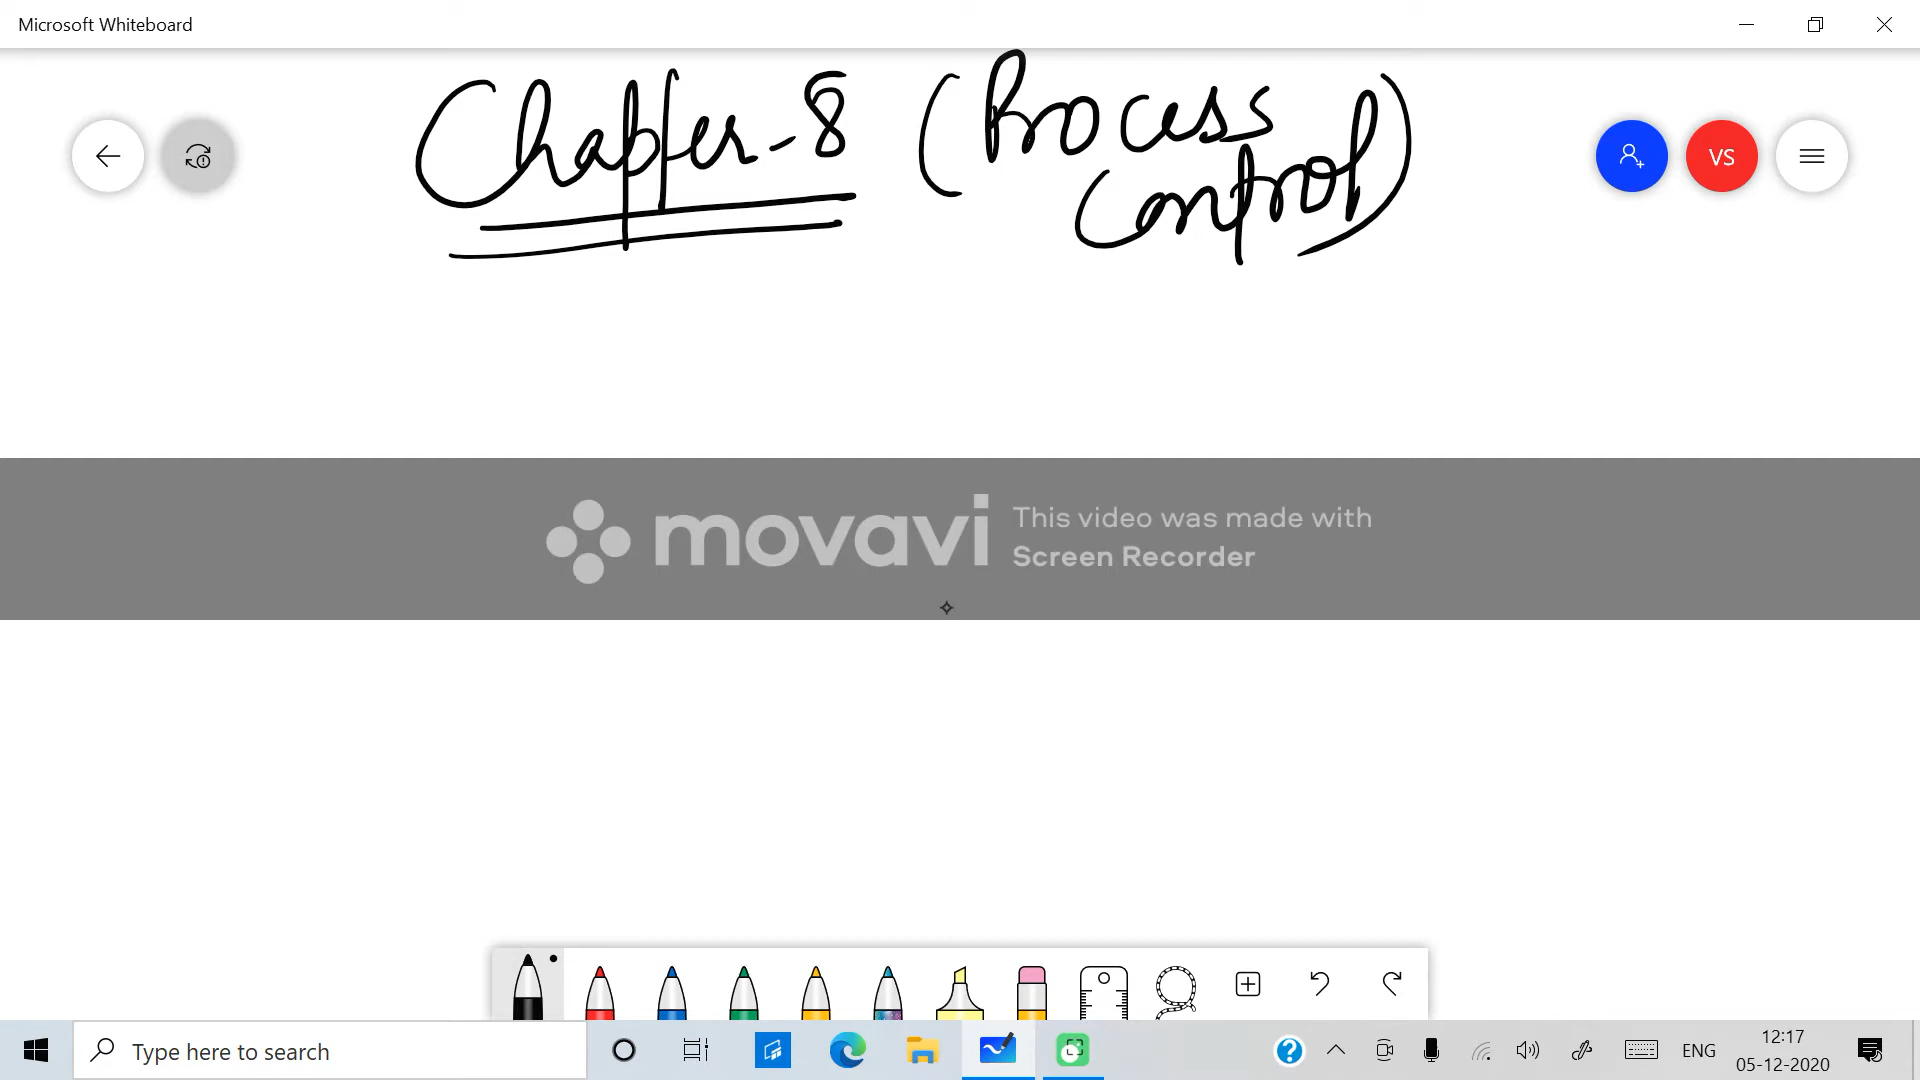 Microsoft Whiteboard
Chapter-8 (Process
Control)
VS
movavi
This video was made with
Screen Recorder
Type here to search
ENG
12:17
05-12-2020